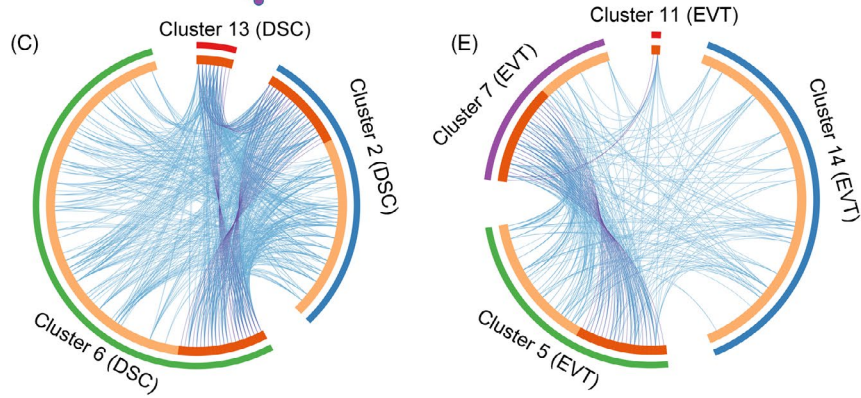 (C)
Cluster 13 (DSC)
Cluster 2 (DSC)
Cluster 6 (DSC)
(E)
Cluster 11 (EVT)
Cluster 7 (EVT)
Cluster 14 (EVT)
Cluster 5 (EVT)